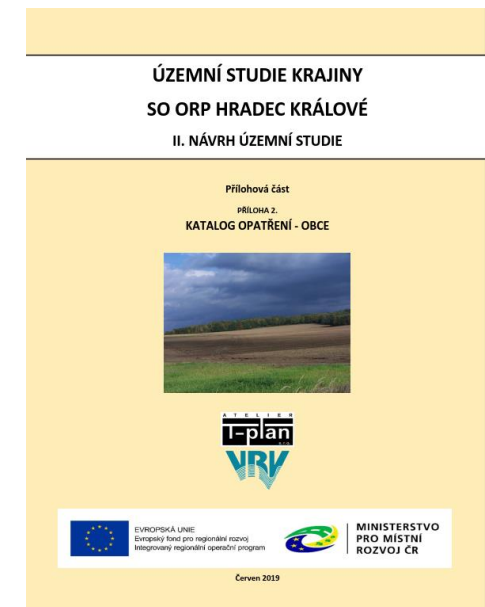 ÚZEMNÍ STUDIE KRAJINY
SO ORP HRADEC KRÁLOVÉ
II. NÁVRH ÚZEMNÍ STUDIE
Přílohová část
PŘÍLOHA 2.
KATALOG OPATŘENÍ - OBCE
ATELIER
T-plan
s.r.o.
VRV
EVROPSKÁ UNIE
Evropský fond pro regionální rozvoj
Integrovaný regionální operační program
MINISTERSTVO
PRO MÍSTNÍ
ROZVOJ ČR
Červen 2019